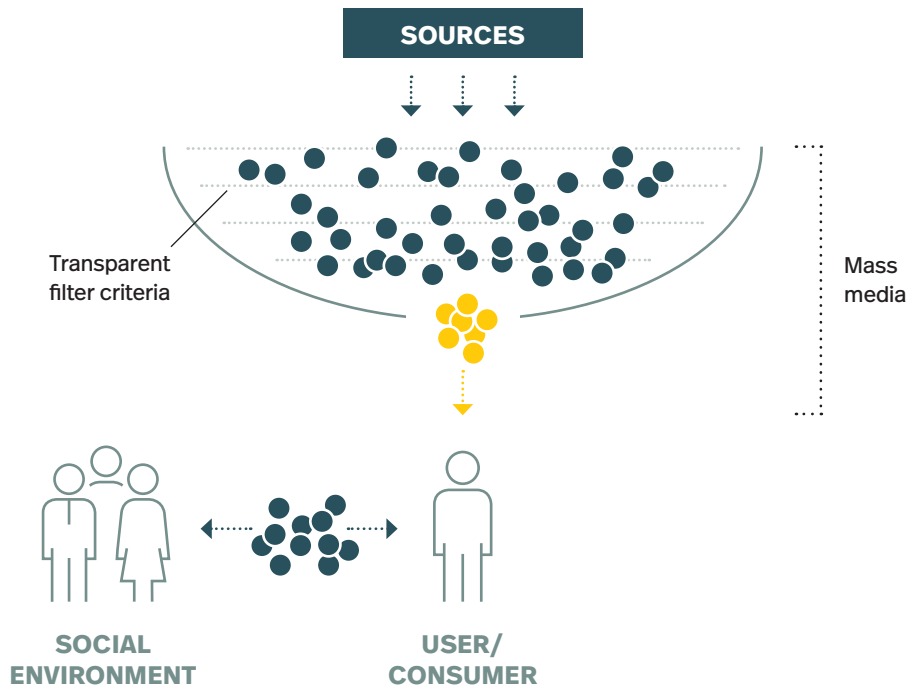 SOURCES
Transparent
filter criteria
Mass
media
SOCIAL
ENVIRONMENT
USER/
CONSUMER